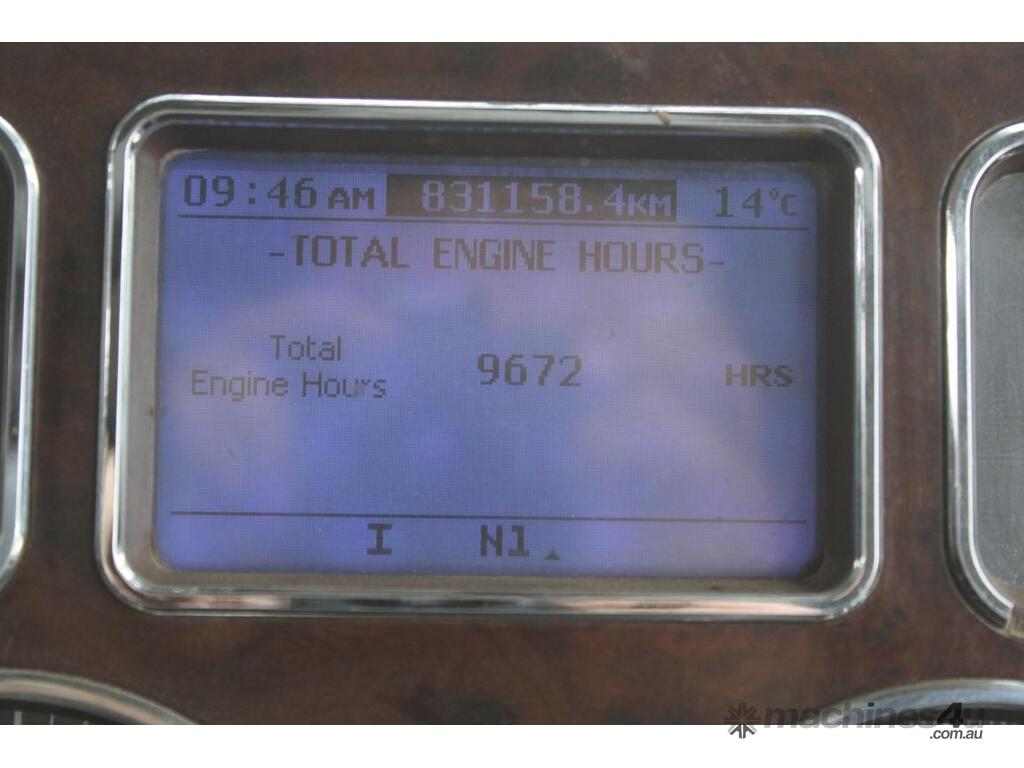 09:46 AM 831158.4KM 14°C
-TOTAL ENGINE HOURS-
Total
Engine Hours 9672 HRS
I N1
machines4u
.com.au